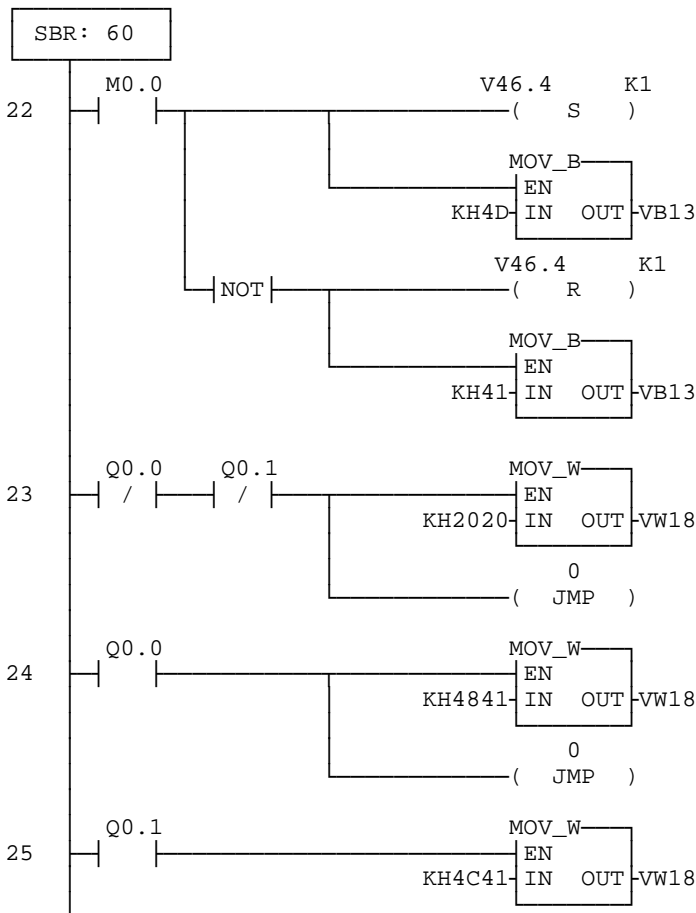 SBR: 60
M0.0 V46.4 K1
22 ( S )
MOV_B
EN
KH4D IN OUT VB13
V46.4 K1
NOT ( R )
MOV_B
EN
KH41 IN OUT VB13
Q0.0 Q0.1 MOV_W
23 / / EN
KH2020 IN OUT VW18
0
( JMP )
Q0.0 MOV_W
24 EN
KH4841 IN OUT VW18
0
( JMP )
Q0.1 MOV_W
25 EN
KH4C41 IN OUT VW18